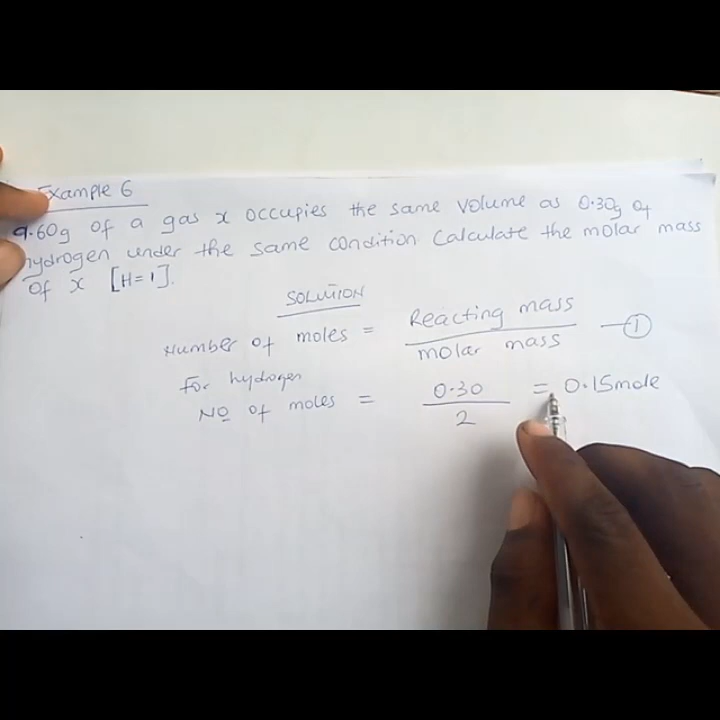 Example 6
9.60g of a gas x occupies the same volume as 0.30g of
hydrogen under the same condition Calculate the molar mass
of x [H=1].
SOLUTION
Number of moles = Reacting mass
molar mass — ①
For hydrogen
No of moles = 0.30
2 = 0.15mole